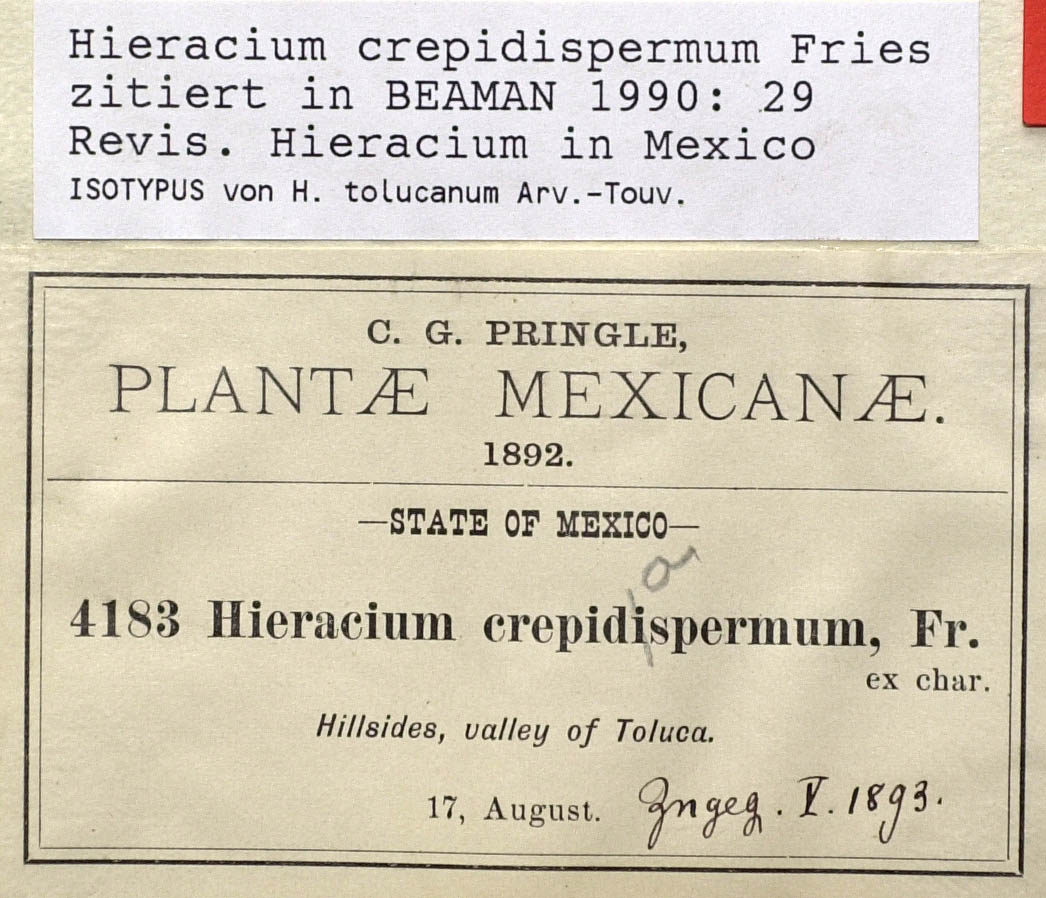 Hieracium crepidispermum Fries
zitiert in BEAMAN 1990: 29
Revis. Hieracium in Mexico
ISOTYPUS von H. tolucanum Arv.-Touv.
C. G. PRINGLE,
PLANTÆ MEXICANÆ.
1892.
—STATE OF MEXICO—
a
4183 Hieracium crepidispermum, Fr.
ex char.
Hillsides, valley of Toluca.
17, August. V. 1893.